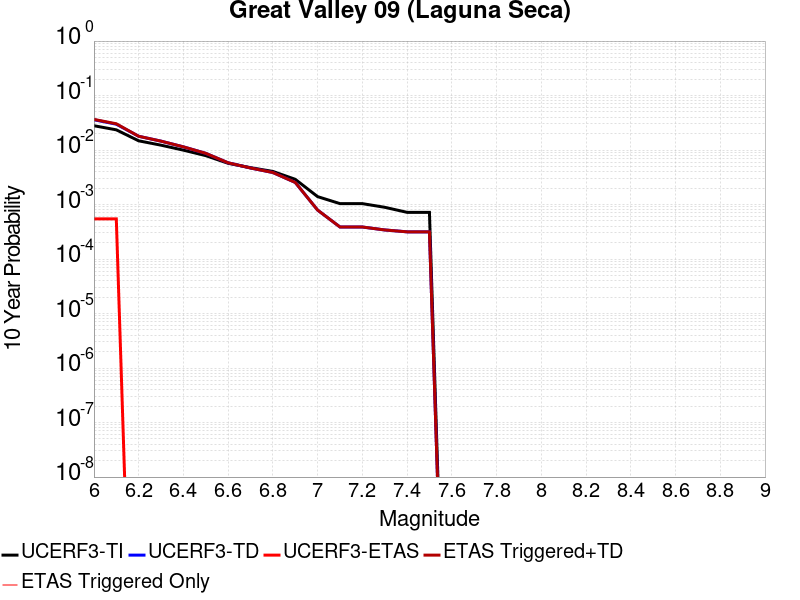 Great Valley 09 (Laguna Seca)
10^0
10^-1
10^-2
10^-3
10^-4
10^-5
10^-6
10^-7
10^-8
10 Year Probability
6 6.2 6.4 6.6 6.8 7 7.2 7.4 7.6 7.8 8 8.2 8.4 8.6 8.8 9
Magnitude
UCERF3-TI UCERF3-TD UCERF3-ETAS ETAS Triggered+TD
ETAS Triggered Only